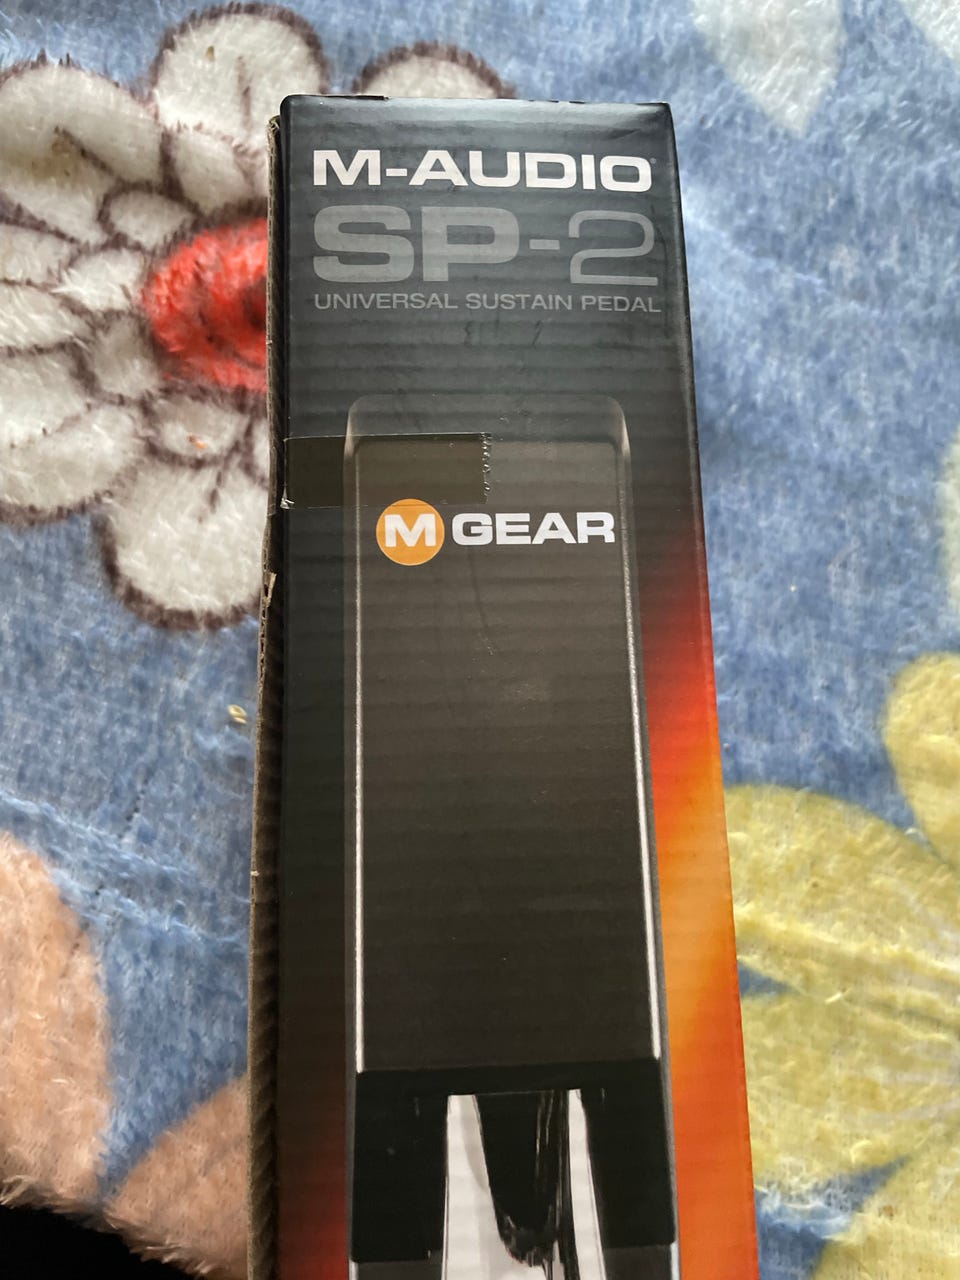 M-AUDIO
SP-2
UNIVERSAL SUSTAIN PEDAL
M GEAR